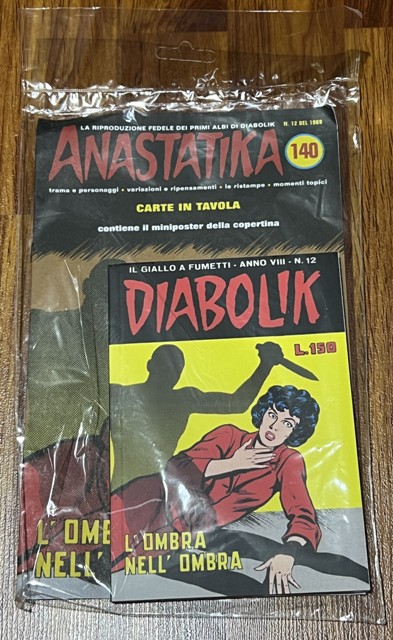 LA RIPRODUZIONE FEDELE DEI PRIMI ALBI DI DIABOLIK
N. 12 DEL 1969
ANASTATIKA
140
trama e personaggi • variazioni e ripensamenti • le ristampe • momenti topici
CARTE IN TAVOLA
contiene il miniposter della copertina
IL GIALLO A FUMETTI - ANNO VIII - N. 12
DIABOLIK
L.150
L'OMB
NELL'
L'OMBRA
NELL'OMBRA